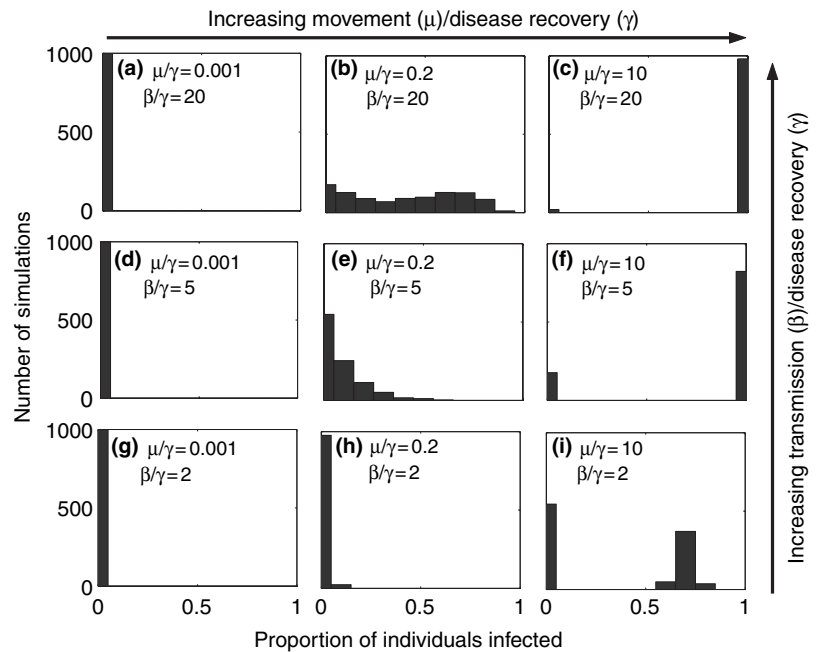 Increasing movement (μ)/disease recovery (γ)
1000
500
0
(a) μ/γ=0.001
β/γ=20
(b) μ/γ=0.2
β/γ=20
(c) μ/γ=10
β/γ=20
1000
500
0
(d) μ/γ=0.001
β/γ=5
(e) μ/γ=0.2
β/γ=5
(f) μ/γ=10
β/γ=5
1000
500
0
(g) μ/γ=0.001
β/γ=2
(h) μ/γ=0.2
β/γ=2
(i) μ/γ=10
β/γ=2
0 0.5 1
0 0.5 1
0 0.5 1
Number of simulations
Proportion of individuals infected
Increasing transmission (β)/disease recovery (γ)